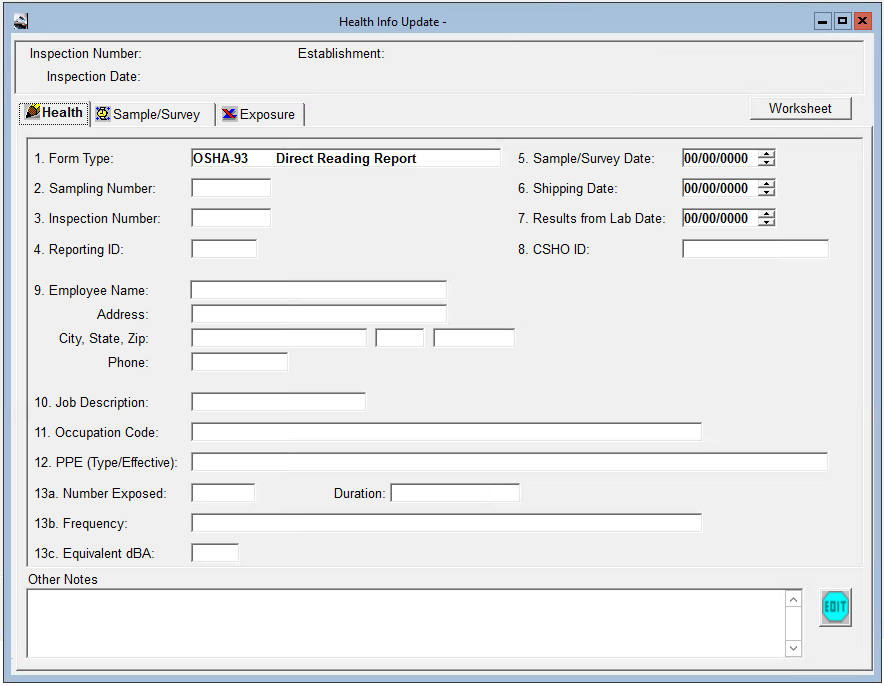 Health Info Update -
Inspection Number: Establishment:
Inspection Date:
Health Sample/Survey Exposure Worksheet
1. Form Type: OSHA-93 Direct Reading Report 5. Sample/Survey Date: 00/00/0000
2. Sampling Number: 6. Shipping Date: 00/00/0000
3. Inspection Number: 7. Results from Lab Date: 00/00/0000
4. Reporting ID: 8. CSHO ID:
9. Employee Name:
Address:
City, State, Zip:
Phone:
10. Job Description:
11. Occupation Code:
12. PPE (Type/Effective):
13a. Number Exposed: Duration:
13b. Frequency:
13c. Equivalent dBA:
Other Notes
EDIT